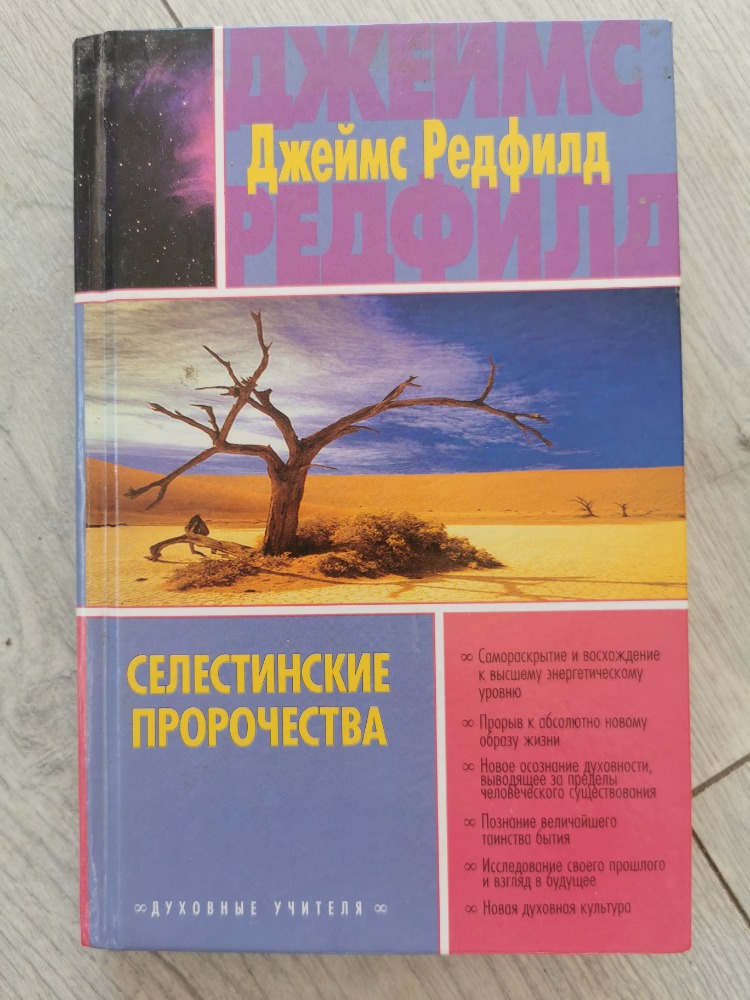 ДЖЕЙМС
Джеймс Редфилд
РЕДФИЛД
СЕЛЕСТИНСКИЕ
ПРОРОЧЕСТВА
∞ДУХОВНЫЕ УЧИТЕЛЯ∞
∞ Самораскрытие и восхождение
к высшему энергетическому
уровню
∞ Прорыв к абсолютно новому
образу жизни
∞ Новое осознание духовности,
выводящее за пределы
человеческого существования
∞ Познание величайшего
таинства бытия
∞ Исследование своего прошлого
и взгляд в будущее
∞ Новая духовная культура